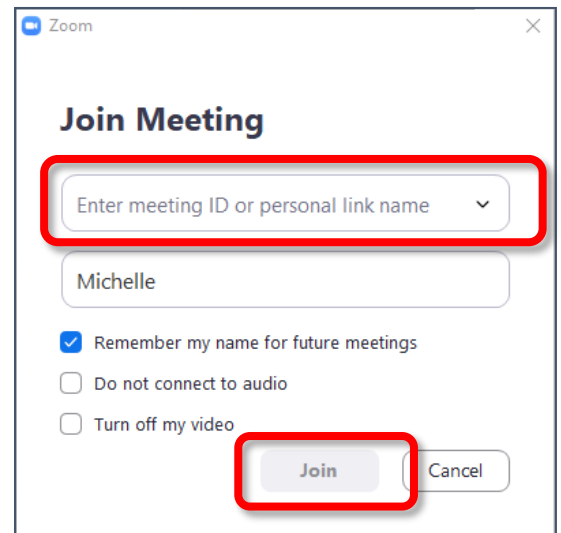 Zoom
Join Meeting
Enter meeting ID or personal link name
Michelle
Remember my name for future meetings
Do not connect to audio
Turn off my video
Join Cancel